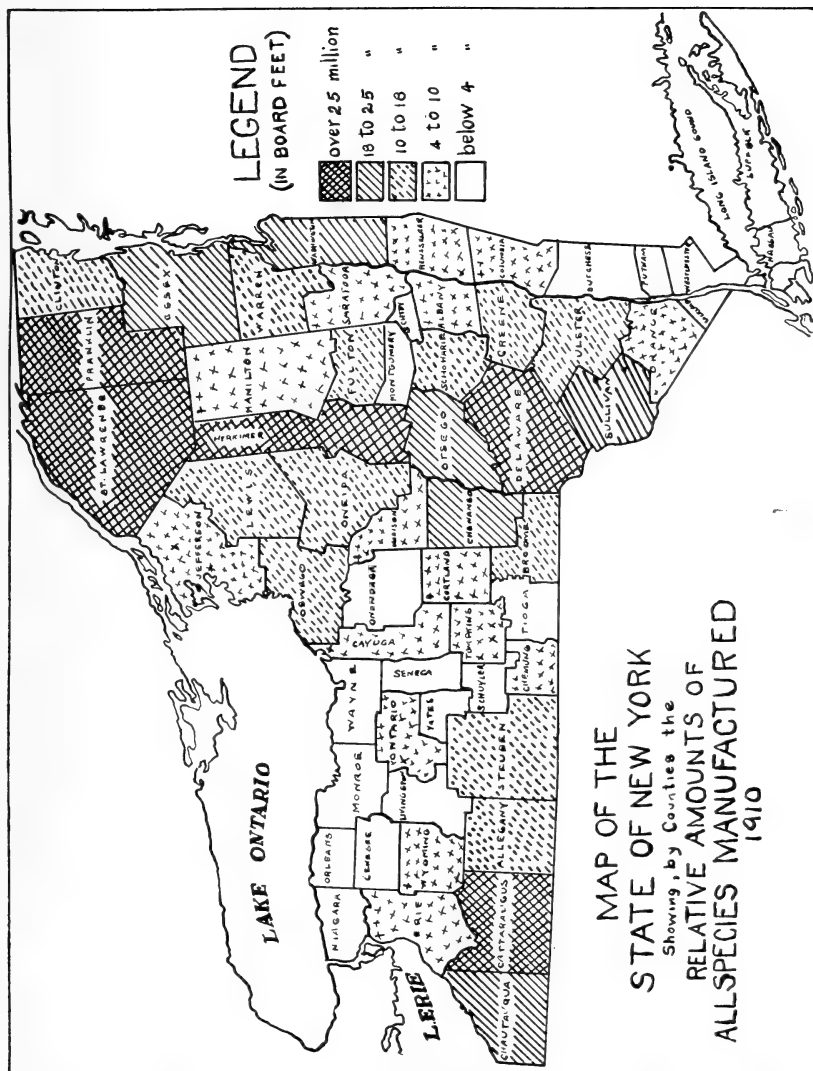 MAP OF THE
STATE OF NEW YORK
Showing, by Counties the
RELATIVE AMOUNTS OF
ALL SPECIES MANUFACTURED
1910
LEGEND
(IN BOARD FEET)
over 25 million
18 to 25 "
10 to 18 "
4 to 10 "
below 4 "
LAKE ONTARIO
L.ERIE
LONG ISLAND SOUND
CLINTON
FRANKLIN
ST. LAWRENCE
ESSEX
JEFFERSON
LEWIS
HERKIMER
HAMILTON
WARREN
WASHINGTON
OSWEGO
ONEIDA
FULTON
SARATOGA
MONTGOMERY
NIAGARA
ORLEANS
MONROE
WAYNE
CAYUGA
ONONDAGA
MADISON
OTSEGO
SCHOHARIE
ALBANY
RENSSELAER
GENESEE
ERIE
WYOMING
ONTARIO
YATES
SENECA
CORTLAND
CHENANGO
TOMPKINS
SCHUYLER
GREENE
COLUMBIA
CHAUTAUQUA
CATTARAUGUS
ALLEGANY
STEUBEN
CHEMUNG
TIOGA
BROOME
DELAWARE
ULSTER
DUTCHESS
SULLIVAN
ORANGE
PUTNAM
WESTCHESTER
SUFFOLK
NASSAU